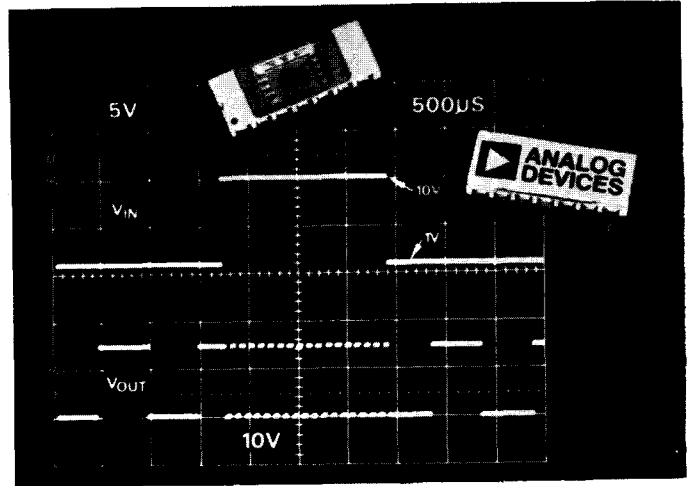 5V
500µS
ANALOG
DEVICES
10V
VIN
1V
VOUT
10V